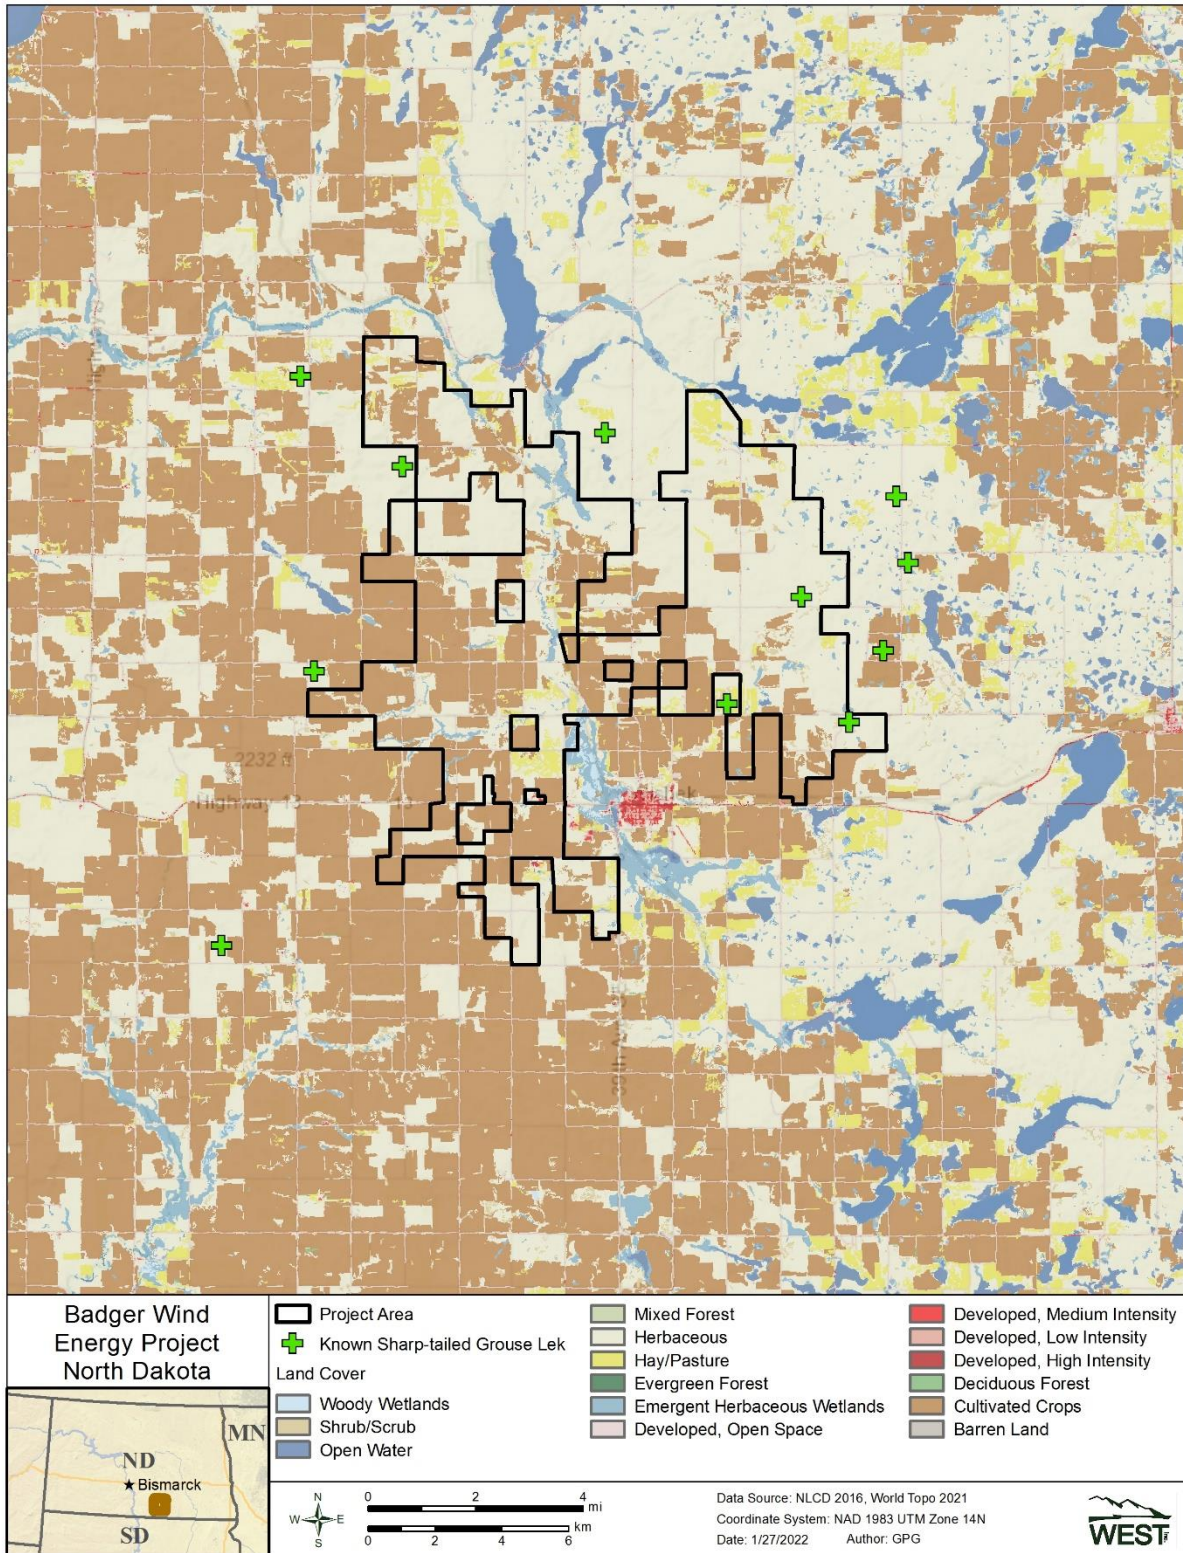 2232 ft
Highway 13
13
Badger Wind
Energy Project
North Dakota
Project Area
Known Sharp-tailed Grouse Lek
Land Cover
Woody Wetlands
Shrub/Scrub
Open Water
Mixed Forest
Herbaceous
Hay/Pasture
Evergreen Forest
Emergent Herbaceous Wetlands
Developed, Open Space
Developed, Medium Intensity
Developed, Low Intensity
Developed, High Intensity
Deciduous Forest
Cultivated Crops
Barren Land
MN
ND
Bismarck
SD
N
W E
S
0 2 4
mi
km
0 2 4 6
Data Source: NLCD 2016, World Topo 2021
Coordinate System: NAD 1983 UTM Zone 14N
Date: 1/27/2022 Author: GPG
WEST